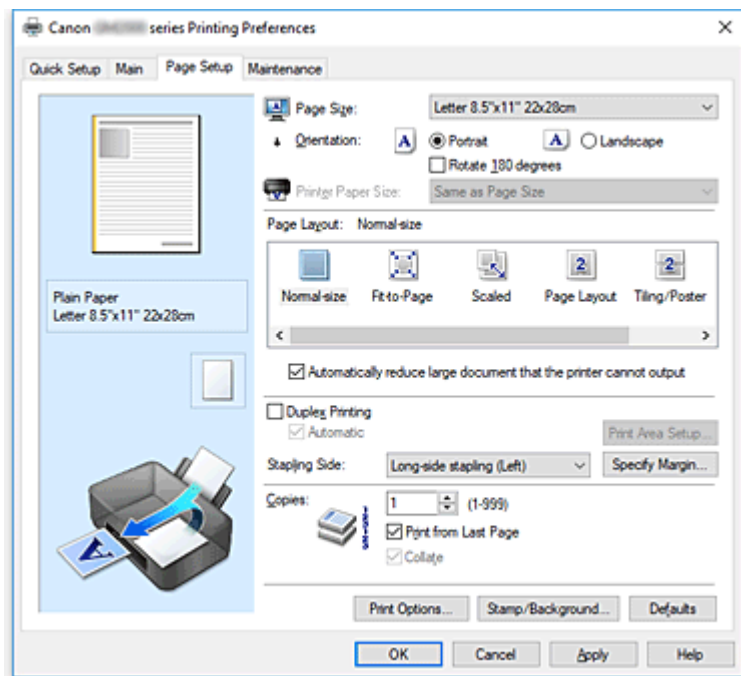 Canon series Printing Preferences
Quick Setup Main Page Setup Maintenance
Page Size: Letter 8.5"x11" 22x28cm
Orientation: A Portrait A Landscape
Rotate 180 degrees
Printer Paper Size: Same as Page Size
Page Layout: Normal-size
Normal-size Fit-to-Page Scaled Page Layout Tiling/Poster
Plain Paper
Letter 8.5"x11" 22x28cm
Automatically reduce large document that the printer cannot output
Duplex Printing
Automatic
Print Area Setup...
Stapling Side: Long-side stapling (Left) Specify Margin...
Copies: 1 (1-999)
Print from Last Page
Collate
Print Options... Stamp/Background... Defaults
OK Cancel Apply Help